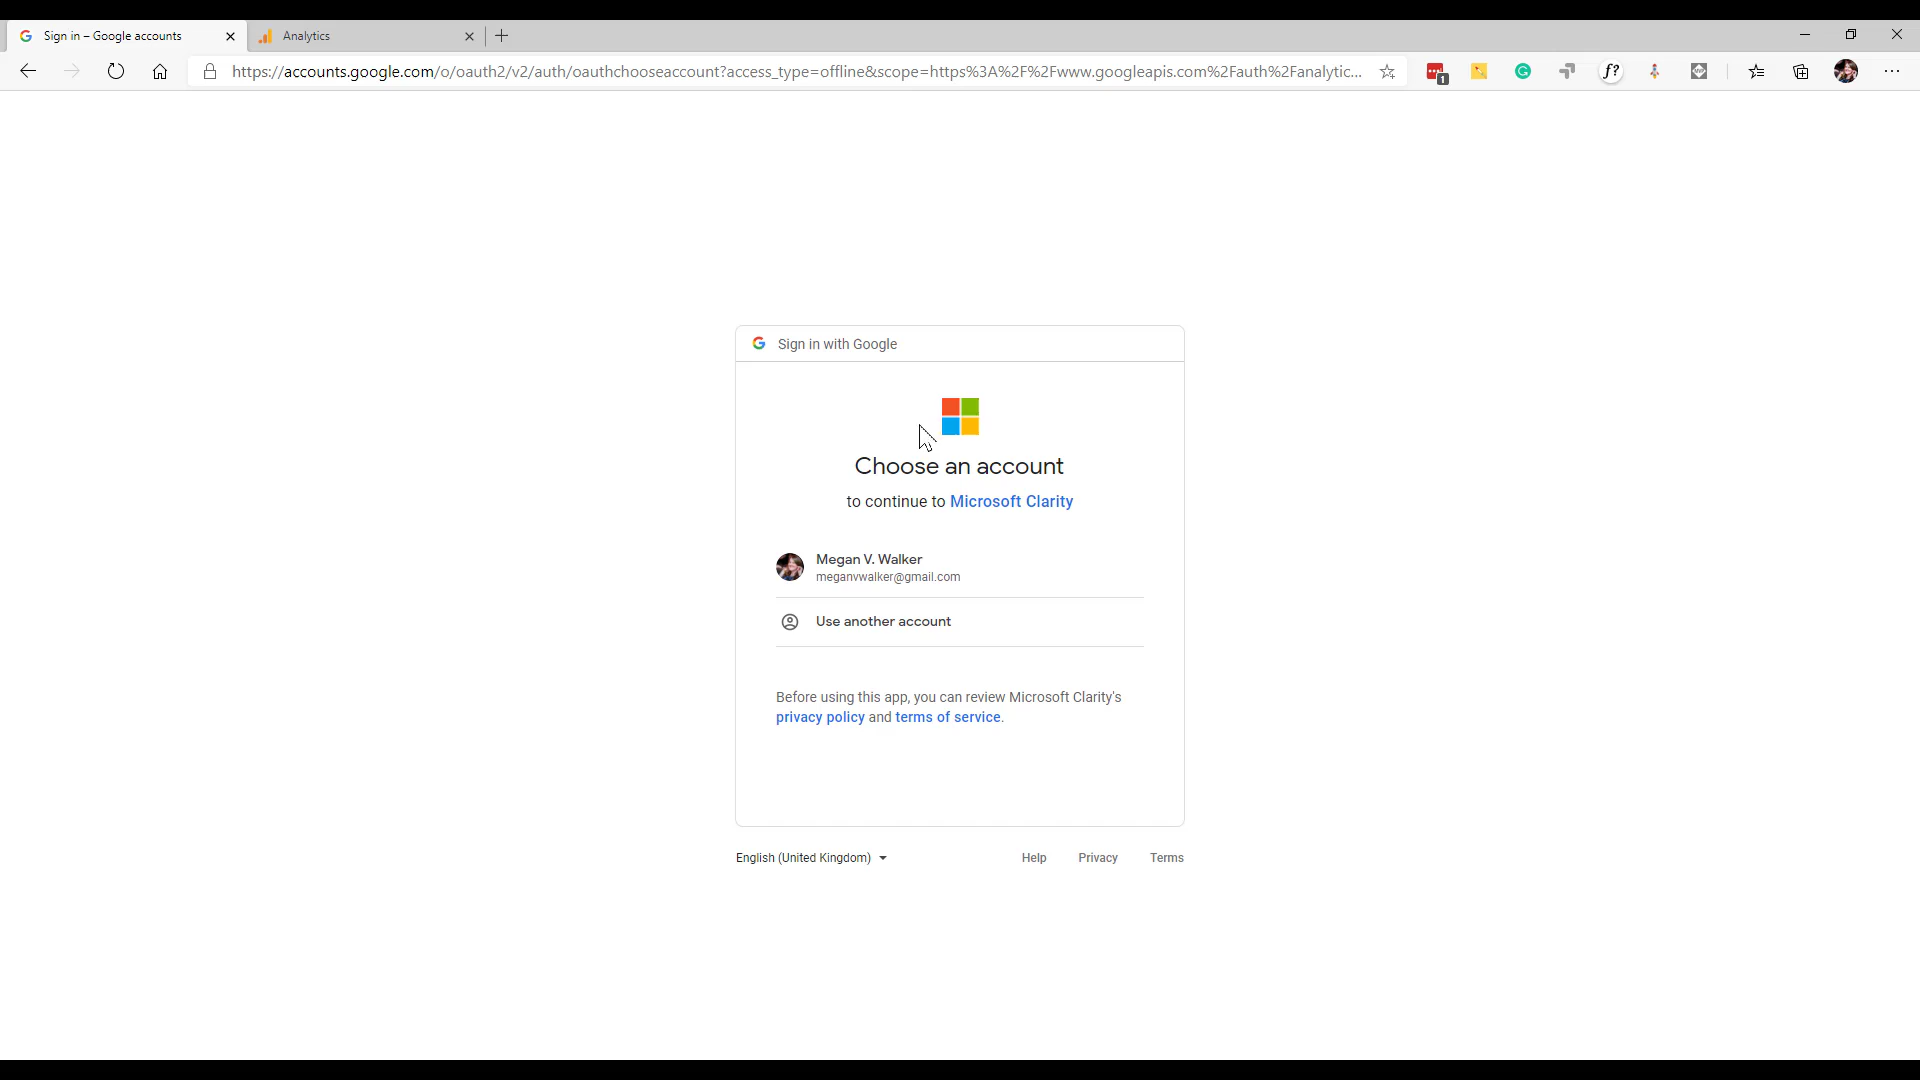 Sign in – Google accounts
Analytics
https://accounts.google.com/o/oauth2/v2/auth/oauthchooseaccount?access_type=offline&scope=https%3A%2F%2Fwww.googleapis.com%2Fauth%2Fanalytic...
1
f?
Sign in with Google
Choose an account
to continue to Microsoft Clarity
Megan V. Walker
meganvwalker@gmail.com
Use another account
Before using this app, you can review Microsoft Clarity's
privacy policy and terms of service.
English (United Kingdom)
Help
Privacy
Terms